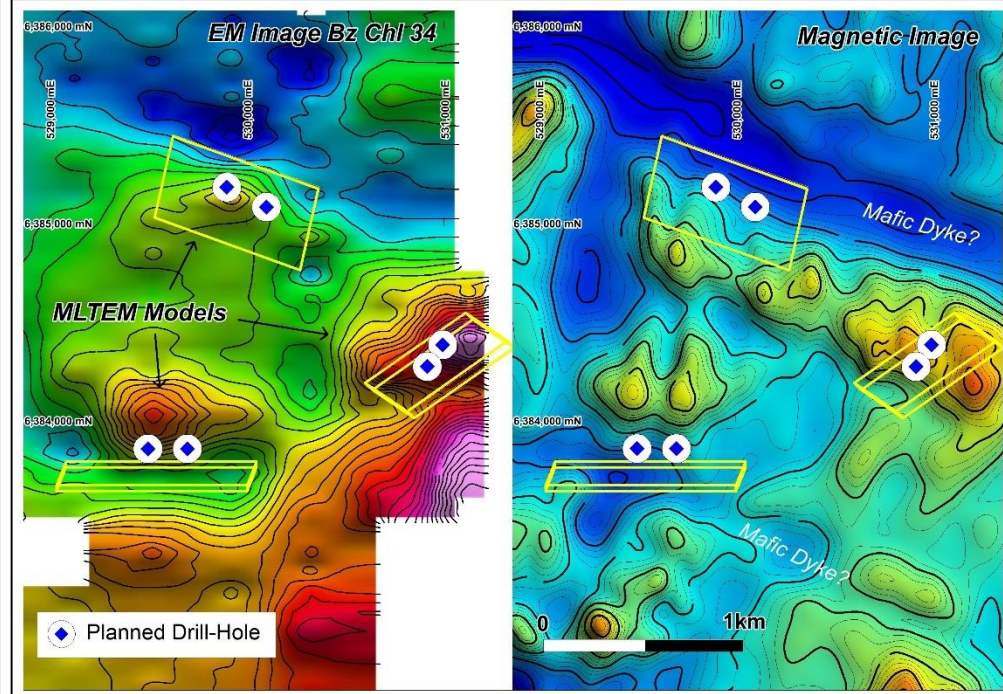 EM Image Bz Chl 34
6,386,000 mN
529,000 mE
530,000 mE
531,000 mE
6,385,000 mN
MLTEM Models
6,384,000 mN
Planned Drill-Hole
Magnetic Image
6,386,000 mN
529,000 mE
530,000 mE
531,000 mE
6,385,000 mN
Mafic Dyke?
6,384,000 mN
Mafic Dyke?
0 1km